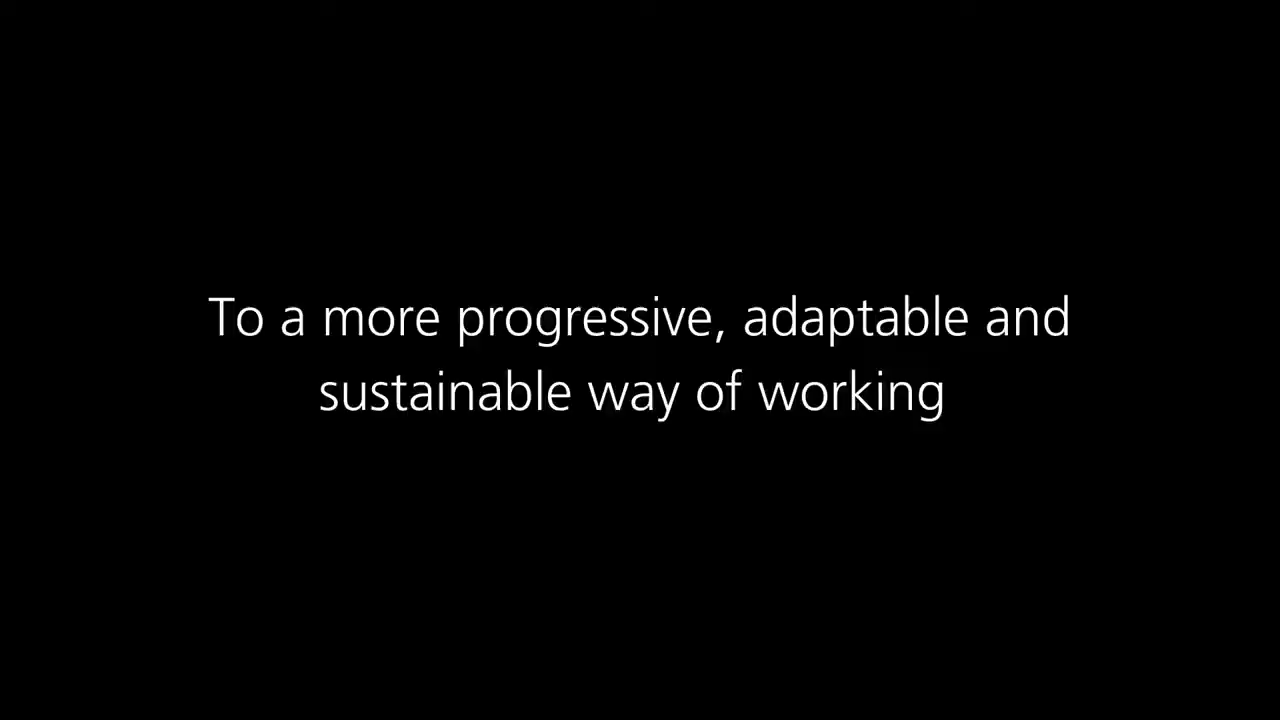 To a more progressive, adaptable and
sustainable way of working